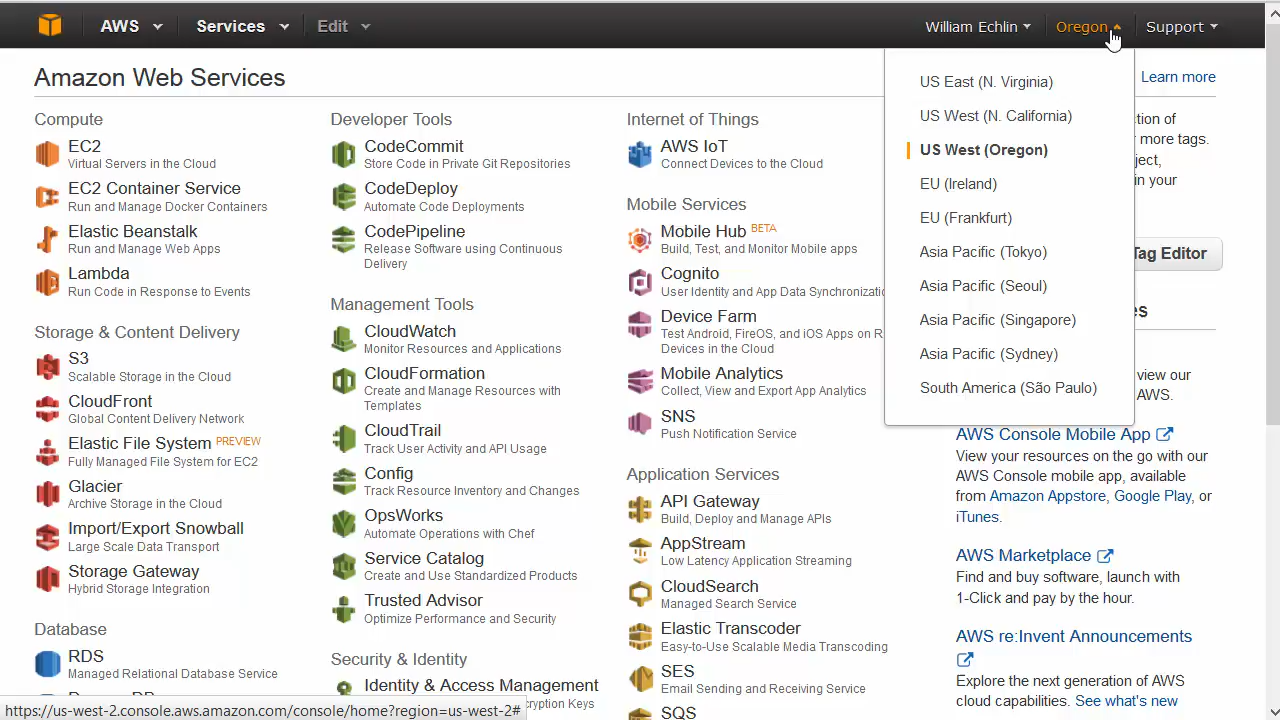 AWS Services Edit William Echlin Oregon Support
Amazon Web Services
Compute
EC2
Virtual Servers in the Cloud
EC2 Container Service
Run and Manage Docker Containers
Elastic Beanstalk
Run and Manage Web Apps
Lambda
Run Code in Response to Events
Storage & Content Delivery
S3
Scalable Storage in the Cloud
CloudFront
Global Content Delivery Network
Elastic File System PREVIEW
Fully Managed File System for EC2
Glacier
Archive Storage in the Cloud
Import/Export Snowball
Large Scale Data Transport
Storage Gateway
Hybrid Storage Integration
Database
RDS
Managed Relational Database Service
Developer Tools
CodeCommit
Store Code in Private Git Repositories
CodeDeploy
Automate Code Deployments
CodePipeline
Release Software using Continuous
Delivery
Management Tools
CloudWatch
Monitor Resources and Applications
CloudFormation
Create and Manage Resources with
Templates
CloudTrail
Track User Activity and API Usage
Config
Track Resource Inventory and Changes
OpsWorks
Automate Operations with Chef
Service Catalog
Create and Use Standardized Products
Trusted Advisor
Optimize Performance and Security
Security & Identity
Identity & Access Management
cryption Keys
Internet of Things
AWS IoT
Connect Devices to the Cloud
Mobile Services
Mobile Hub BETA
Build, Test, and Monitor Mobile apps
Cognito
User Identity and App Data Synchronizatio
Device Farm
Test Android, FireOS, and iOS Apps on R
Devices in the Cloud
Mobile Analytics
Collect, View and Export App Analytics
SNS
Push Notification Service
Application Services
API Gateway
Build, Deploy and Manage APIs
AppStream
Low Latency Application Streaming
CloudSearch
Managed Search Service
Elastic Transcoder
Easy-to-Use Scalable Media Transcoding
SES
Email Sending and Receiving Service
SQS
US East (N. Virginia)
US West (N. California)
US West (Oregon)
EU (Ireland)
EU (Frankfurt)
Asia Pacific (Tokyo)
Asia Pacific (Seoul)
Asia Pacific (Singapore)
Asia Pacific (Sydney)
South America (São Paulo)
Learn more
ction of
more tags.
ject,
in your
Tag Editor
es
view our
AWS.
AWS Console Mobile App
View your resources on the go with our
AWS Console mobile app, available
from Amazon Appstore, Google Play, or
iTunes.
AWS Marketplace
Find and buy software, launch with
1-Click and pay by the hour.
AWS re:Invent Announcements
Explore the next generation of AWS
cloud capabilities. See what's new
https://us-west-2.console.aws.amazon.com/console/home?region=us-west-2#